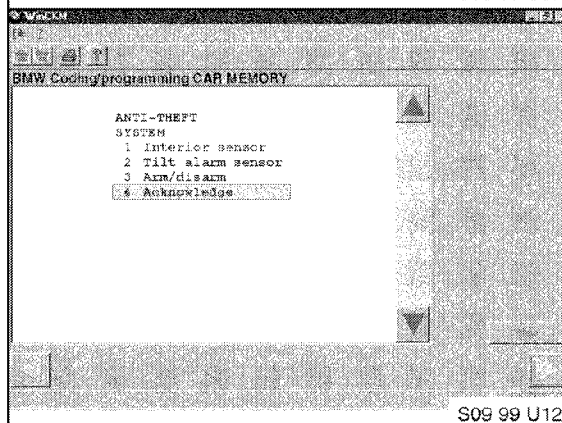 BMW Coding/programming CAR MEMORY
ANTI-THEFT
SYSTEM
1 Interior sensor
2 Tilt alarm sensor
3 Arm/disarm
4 Acknowledge
S09 99 U12